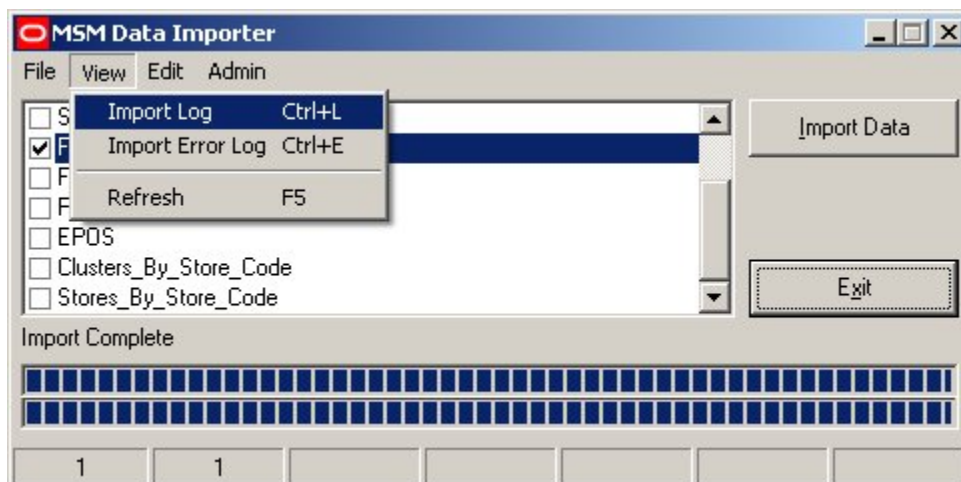 MSM Data Importer
File View Edit Admin
Import Log Ctrl+L
Import Error Log Ctrl+E
Refresh F5
S
F
F
F
EPOS
Clusters_By_Store_Code
Stores_By_Store_Code
Import Data
Exit
Import Complete
1 1